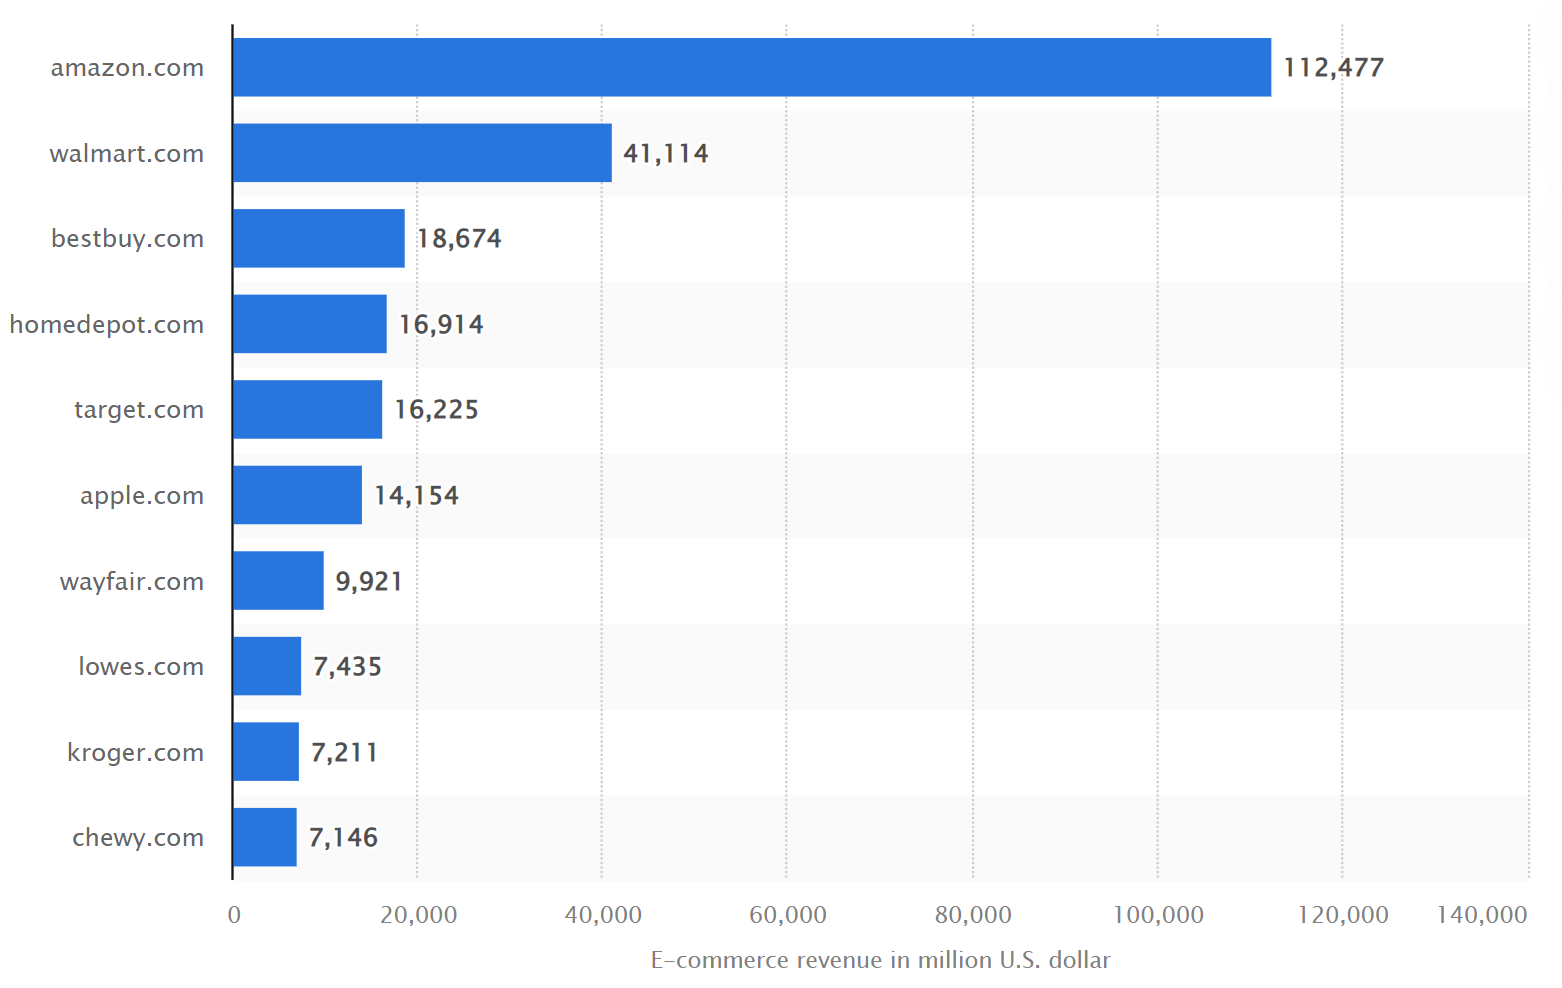 amazon.com 112,477
walmart.com 41,114
bestbuy.com 18,674
homedepot.com 16,914
target.com 16,225
apple.com 14,154
wayfair.com 9,921
lowes.com 7,435
kroger.com 7,211
chewy.com 7,146
0 20,000 40,000 60,000 80,000 100,000 120,000 140,000
E-commerce revenue in million U.S. dollar